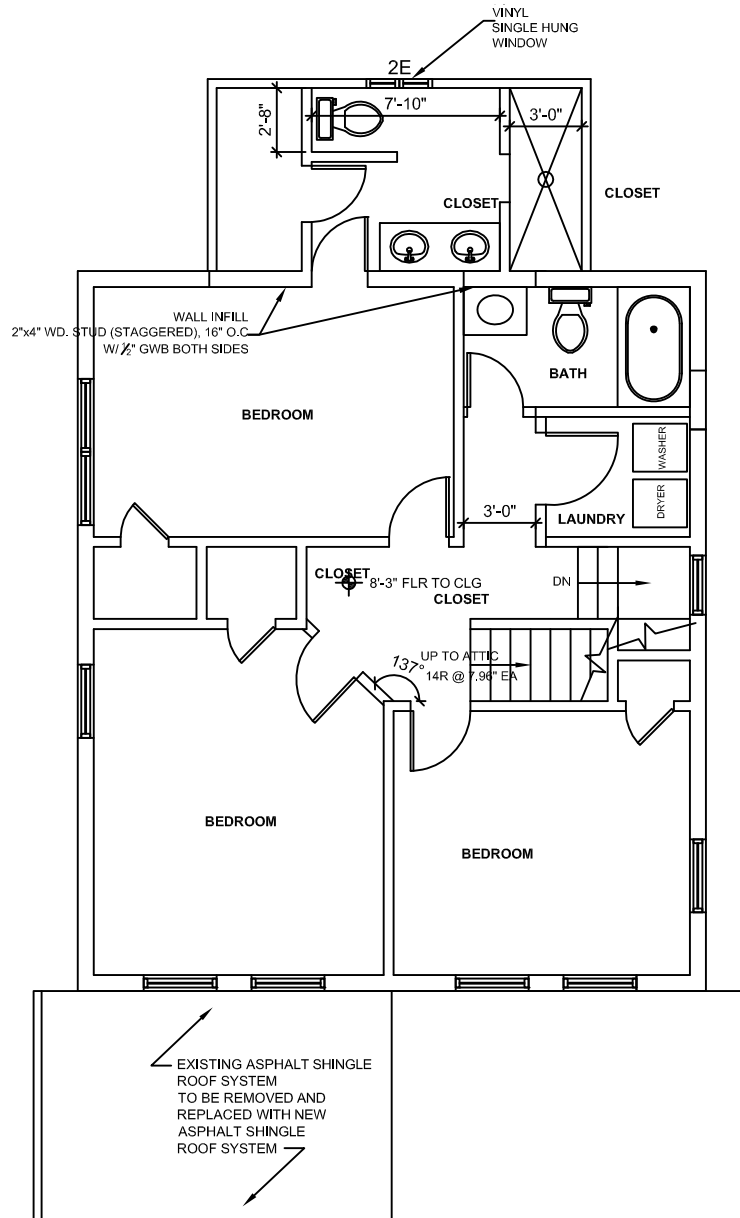 VINYL
SINGLE HUNG
WINDOW
2E
7'-10"
2'-8"
3'-0"
CLOSET
CLOSET
WALL INFILL
2"x4" WD. STUD (STAGGERED), 16" O.C
W/ ½" GWB BOTH SIDES
BATH
BEDROOM
WASHER
DRYER
3'-0"
LAUNDRY
CLOSET
8'-3" FLR TO CLG
DN
CLOSET
UP TO ATTIC
137°
14R @ 7.96" EA
BEDROOM
BEDROOM
EXISTING ASPHALT SHINGLE
ROOF SYSTEM
TO BE REMOVED AND
REPLACED WITH NEW
ASPHALT SHINGLE
ROOF SYSTEM